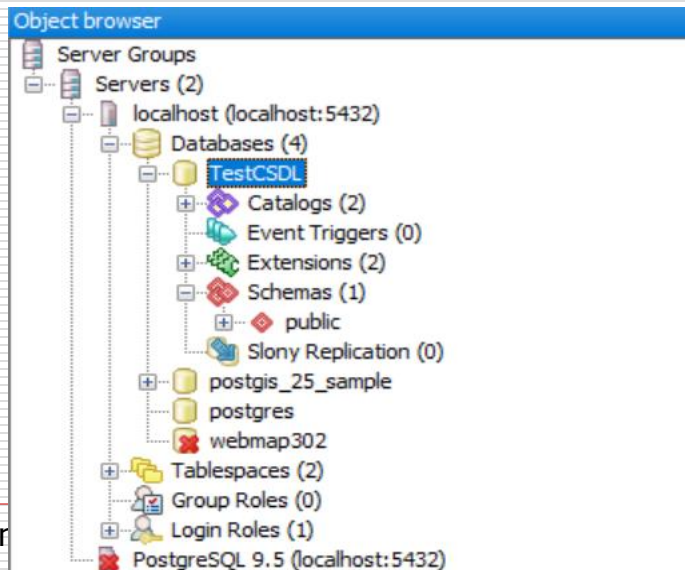 Object browser
Server Groups
Servers (2)
localhost (localhost:5432)
Databases (4)
TestCSDL
Catalogs (2)
Event Triggers (0)
Extensions (2)
Schemas (1)
public
Slony Replication (0)
postgis_25_sample
postgres
webmap302
Tablespaces (2)
Group Roles (0)
Login Roles (1)
PostgreSQL 9.5 (localhost:5432)